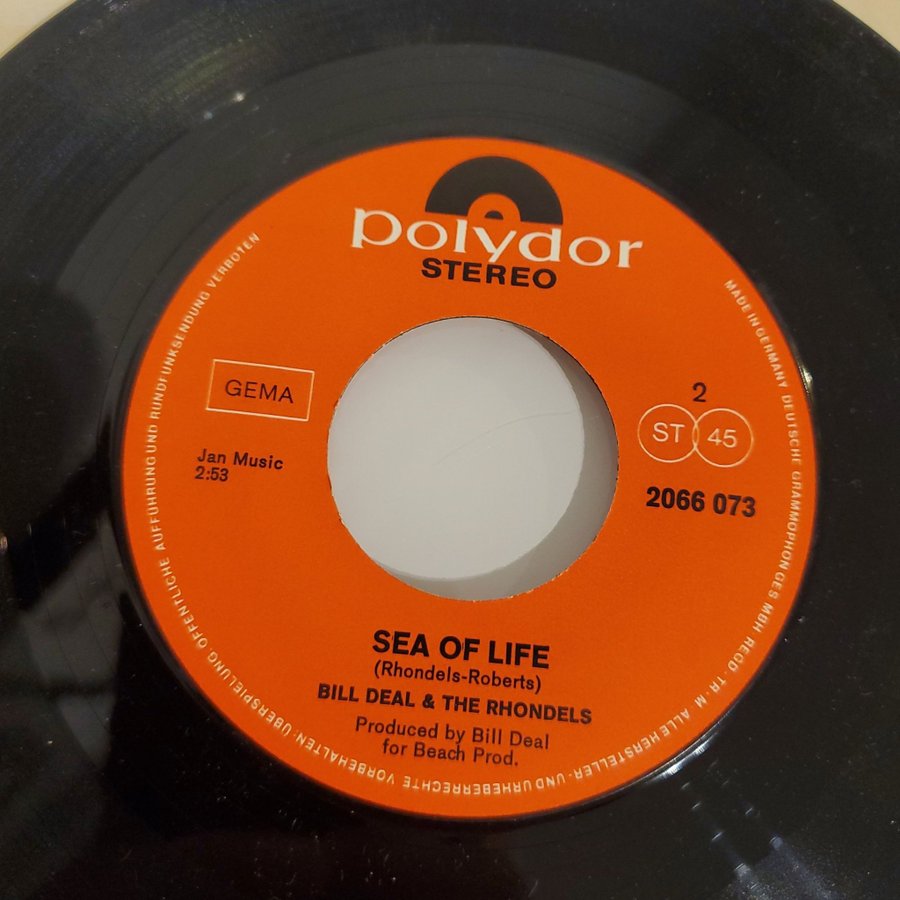 polydor
STEREO
GEMA
Jan Music
2:53
2
ST 45
2066 073
SEA OF LIFE
(Rhondels-Roberts)
BILL DEAL & THE RHONDELS
Produced by Bill Deal
for Beach Prod.
MADE IN GERMANY DEUTSCHE GRAMMOPHON GES MBH REGD · TR · M ALLE HERSTELLER - UND URHEBERRECHTE VORBEHALTEN · ÜBERSPIELUNG ÖFFENTLICHE AUFFÜHRUNG UND RUNDFUNKSENDUNG VERBOTEN